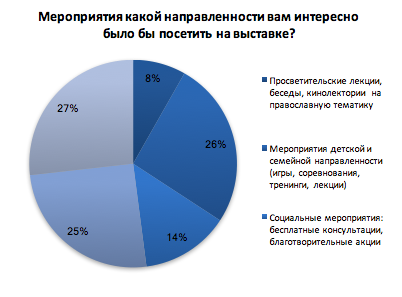 Мероприятия какой направленности вам интересно
было бы посетить на выставке?
8%
26%
14%
25%
27%
Просветительские лекции,
беседы, кинолектории на
православную тематику
Мероприятия детской и
семейной направленности
(игры, соревнования,
тренинги, лекции)
Социальные мероприятия:
бесплатные консультации,
благотворительные акции